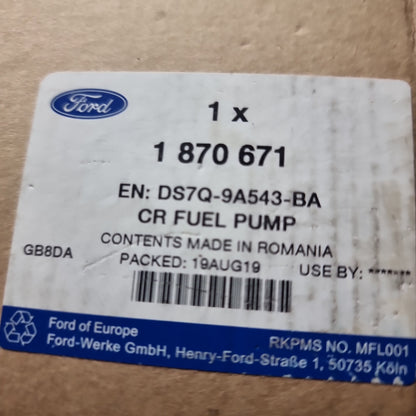 Ford
1 x
1 870 671
EN: DS7Q-9A543-BA
CR FUEL PUMP
CONTENTS MADE IN ROMANIA
GB8DA
PACKED: 19AUG19
USE BY: *******
Ford of Europe
RKPMS NO. MFL001
Ford-Werke GmbH, Henry-Ford-Straße 1, 50735 Köln